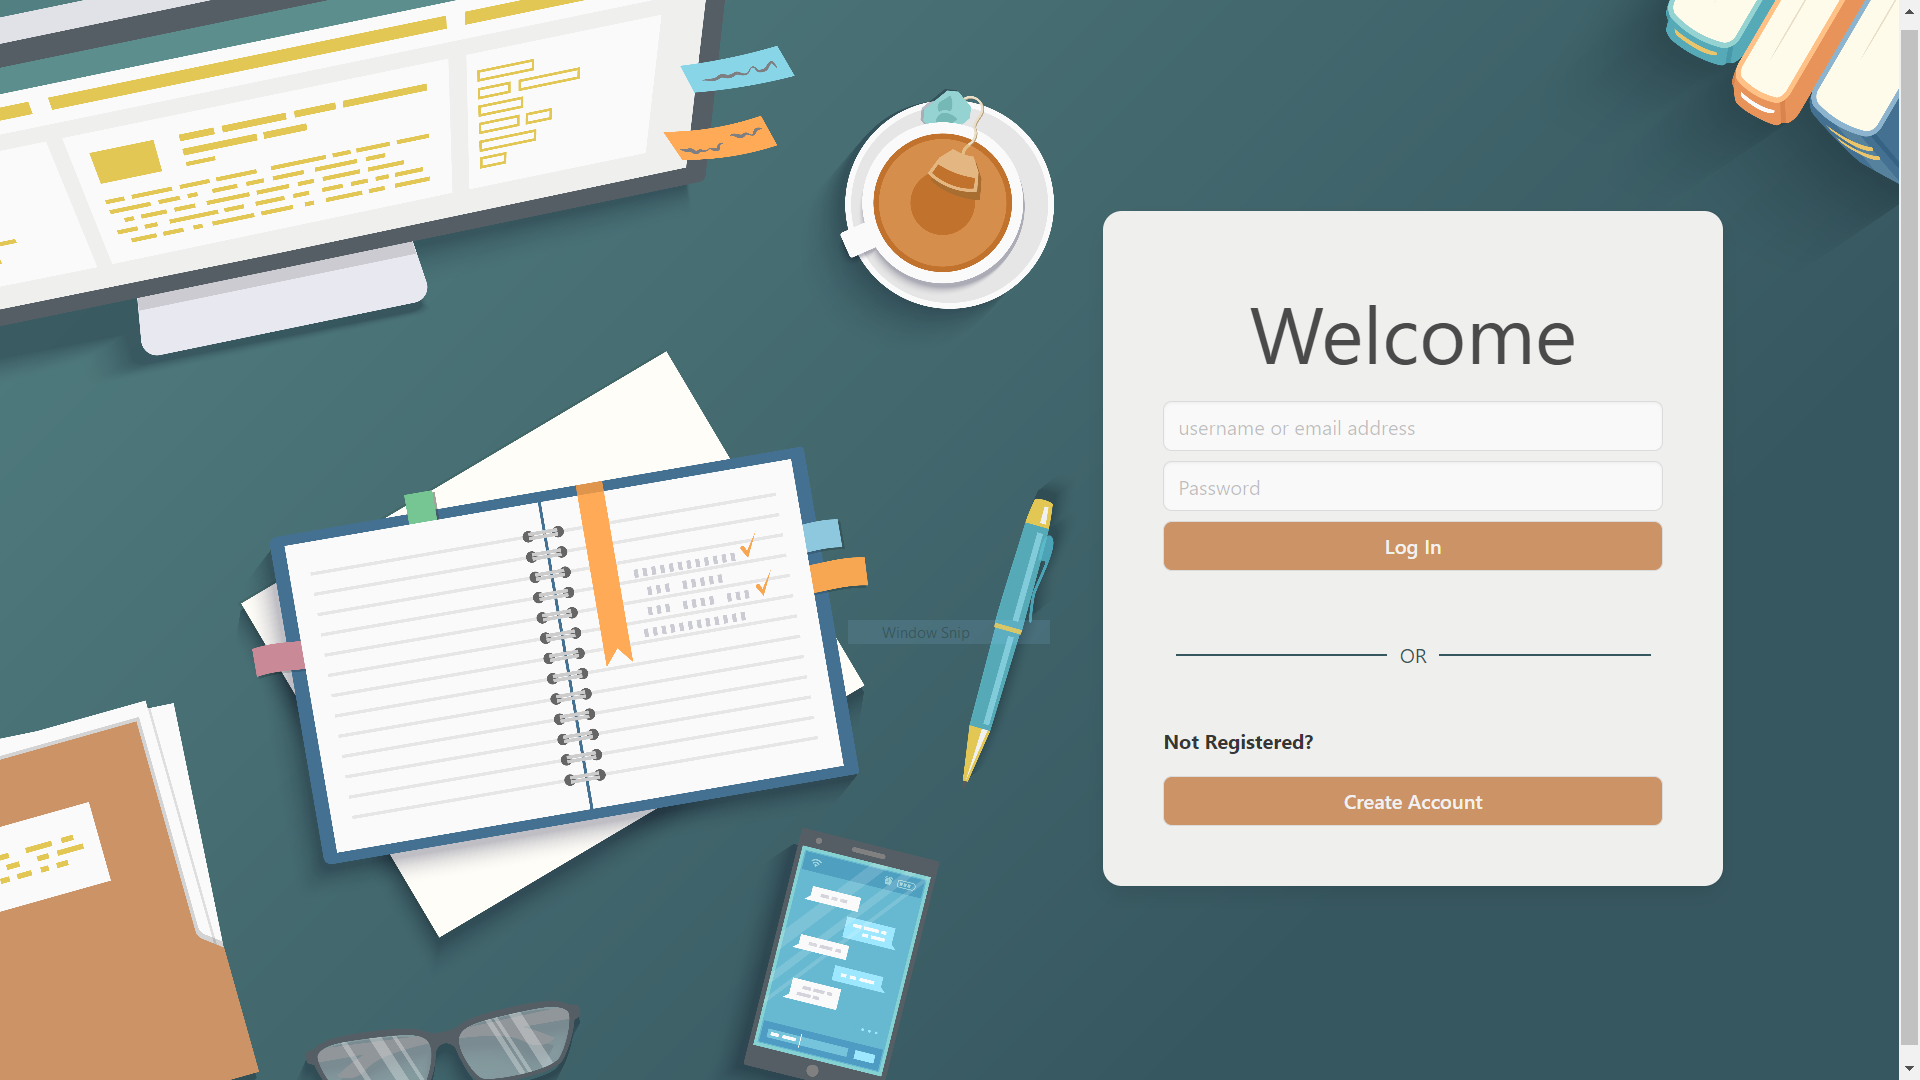 Welcome
username or email address
Password
Log In
Window Snip
OR
Not Registered?
Create Account